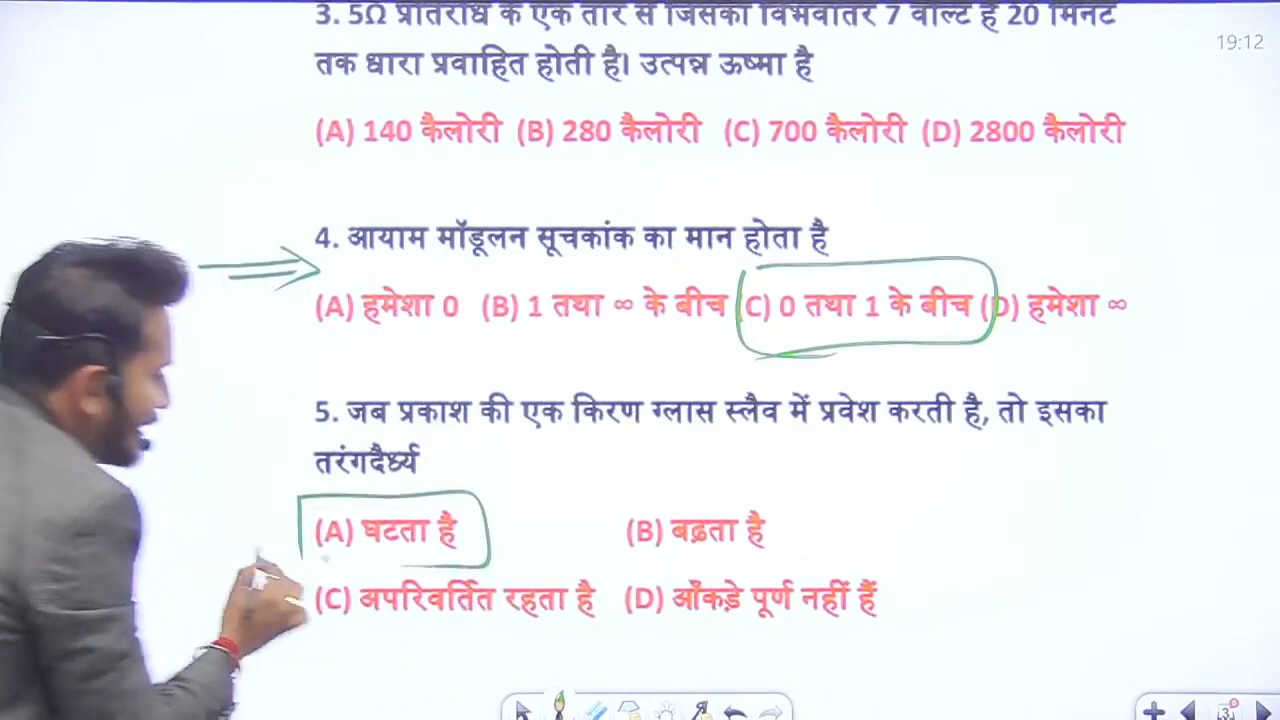 3. 5Ω प्रतिरोध के एक तार से जिसका विभवांतर 7 वोल्ट है 20 मिनट
19:12
तक धारा प्रवाहित होती है। उत्पन्न ऊष्मा है
(A) 140 कैलोरी (B) 280 कैलोरी (C) 700 कैलोरी (D) 2800 कैलोरी
4. आयाम मॉडूलन सूचकांक का मान होता है
(A) हमेशा 0 (B) 1 तथा ∞ के बीच (C) 0 तथा 1 के बीच (D) हमेशा ∞
5. जब प्रकाश की एक किरण ग्लास स्लैव में प्रवेश करती है, तो इसका
तरंगदैर्ध्य
(A) घटता है (B) बढ़ता है
(C) अपरिवर्तित रहता है (D) आँकड़े पूर्ण नहीं हैं
3